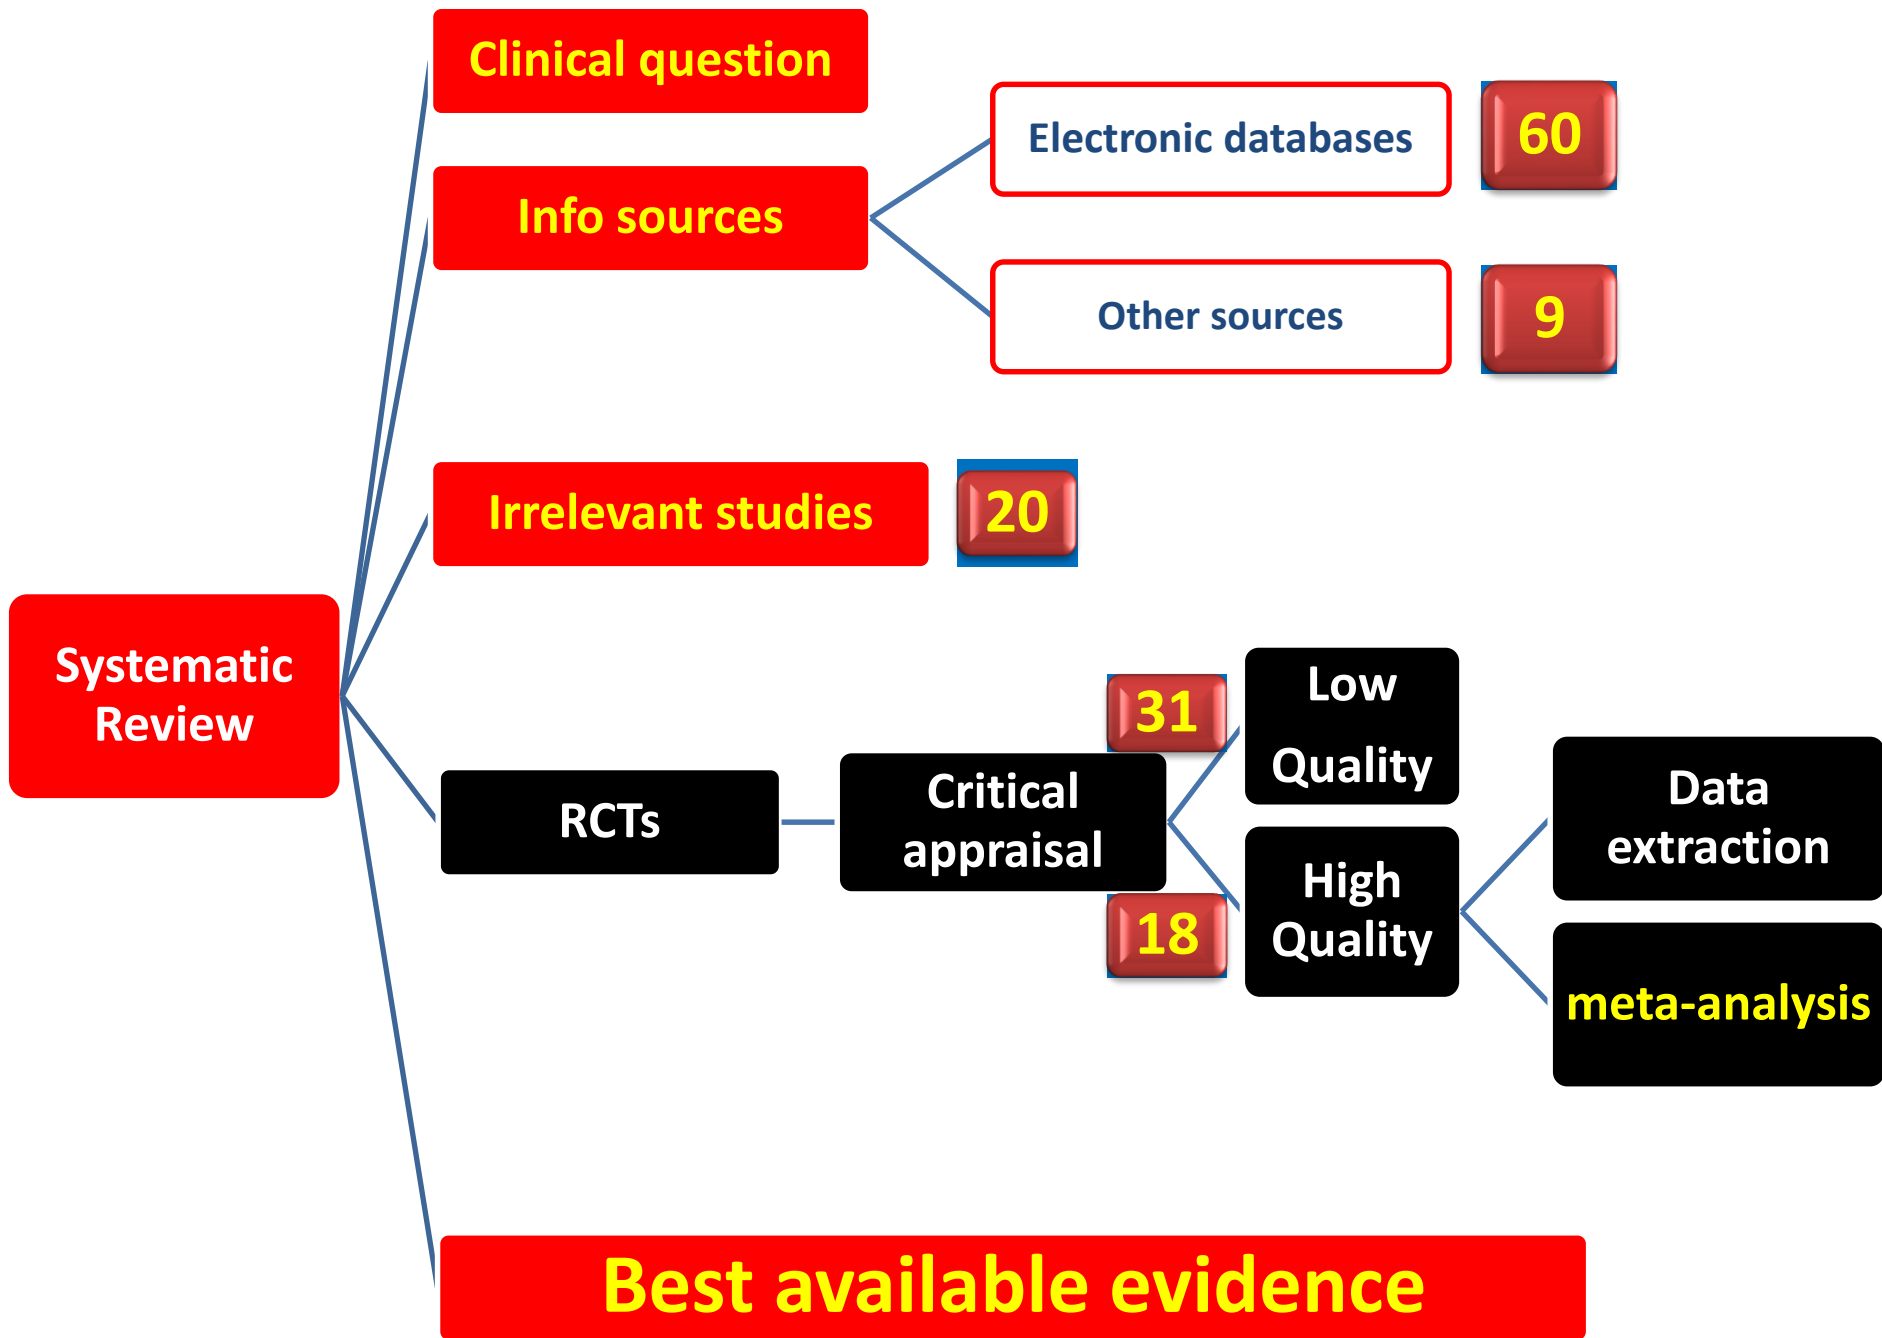 Clinical question
Info sources
Electronic databases
60
Other sources
9
Irrelevant studies
20
Systematic
Review
RCTs
Critical
appraisal
31
Low
Quality
18
High
Quality
Data
extraction
meta-analysis
Best available evidence